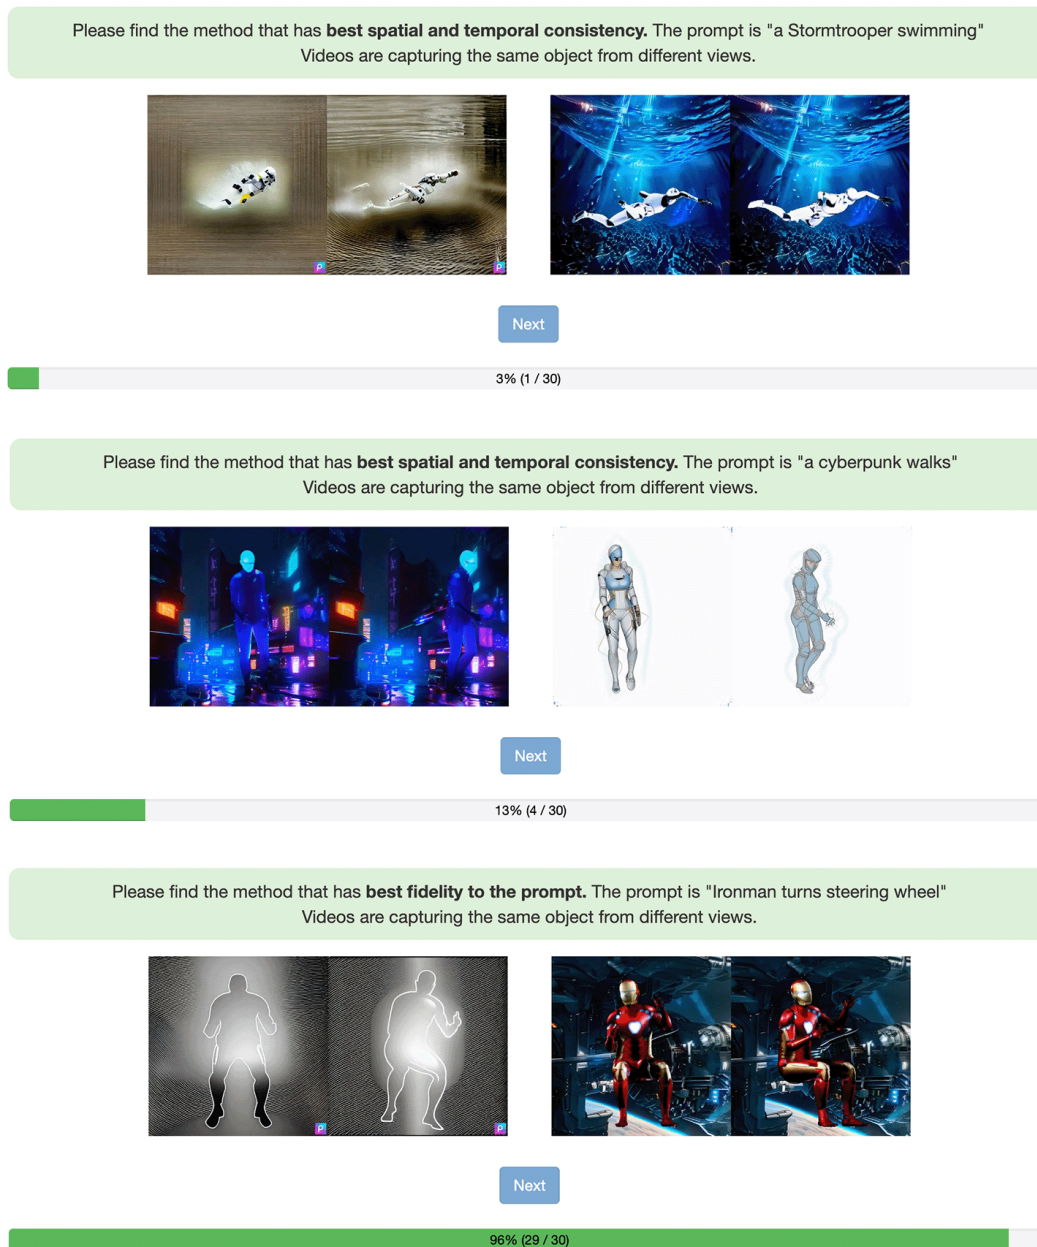 Please find the method that has best spatial and temporal consistency. The prompt is "a Stormtrooper swimming"
Videos are capturing the same object from different views.
Next
3% (1 / 30)
Please find the method that has best spatial and temporal consistency. The prompt is "a cyberpunk walks"
Videos are capturing the same object from different views.
Next
13% (4 / 30)
Please find the method that has best fidelity to the prompt. The prompt is "Ironman turns steering wheel"
Videos are capturing the same object from different views.
Next
96% (29 / 30)